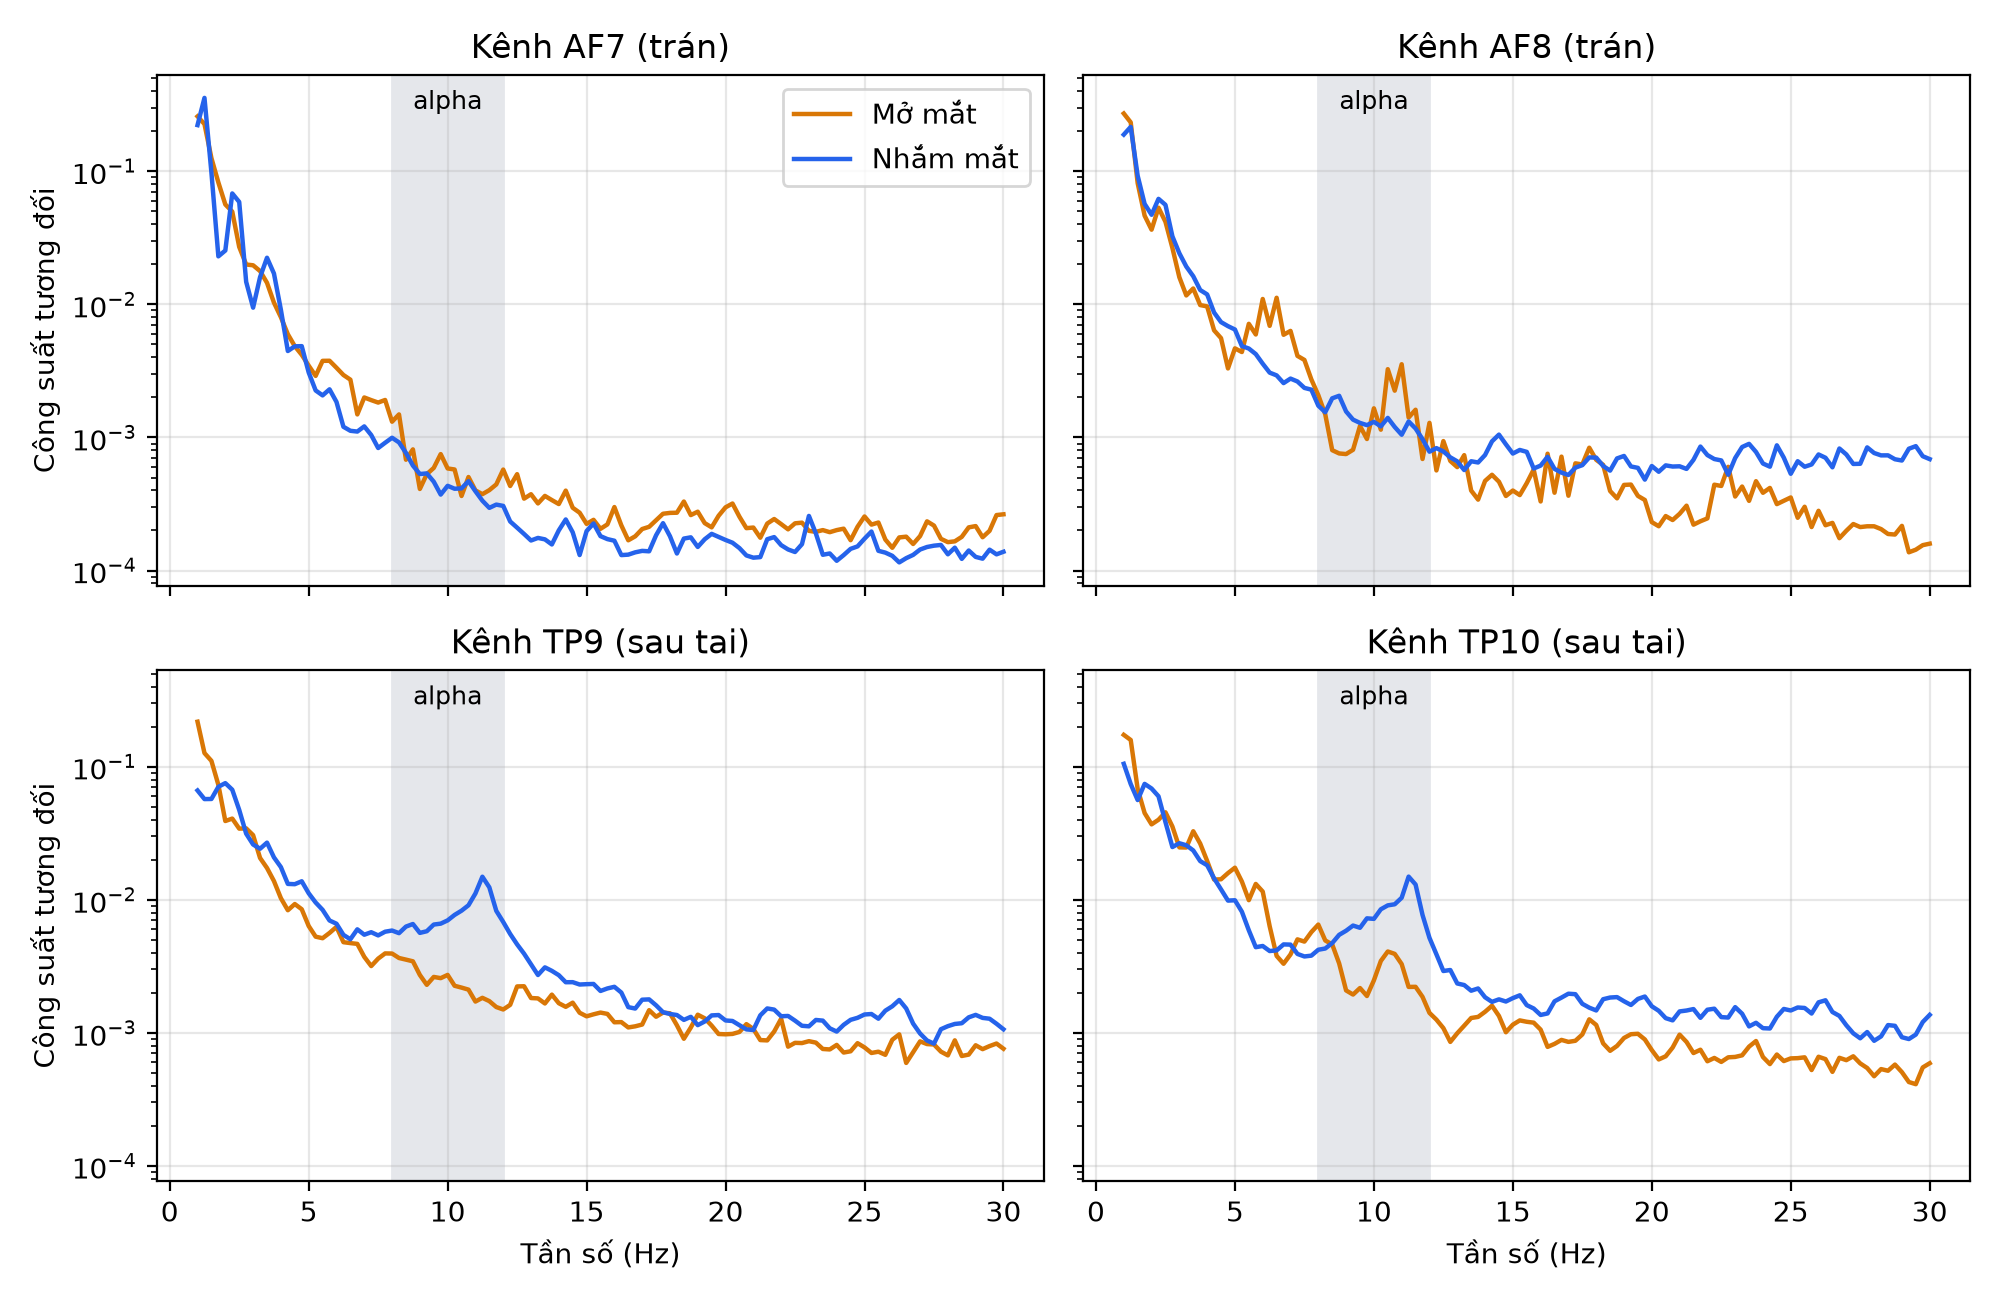 Kênh AF7 (trán)
Kênh AF8 (trán)
alpha
Mở mắt
Nhắm mắt
alpha
Công suất tương đối
10⁻¹
10⁻²
10⁻³
10⁻⁴
Kênh TP9 (sau tai)
Kênh TP10 (sau tai)
alpha
alpha
Công suất tương đối
10⁻¹
10⁻²
10⁻³
10⁻⁴
0 5 10 15 20 25 30
0 5 10 15 20 25 30
Tần số (Hz)
Tần số (Hz)